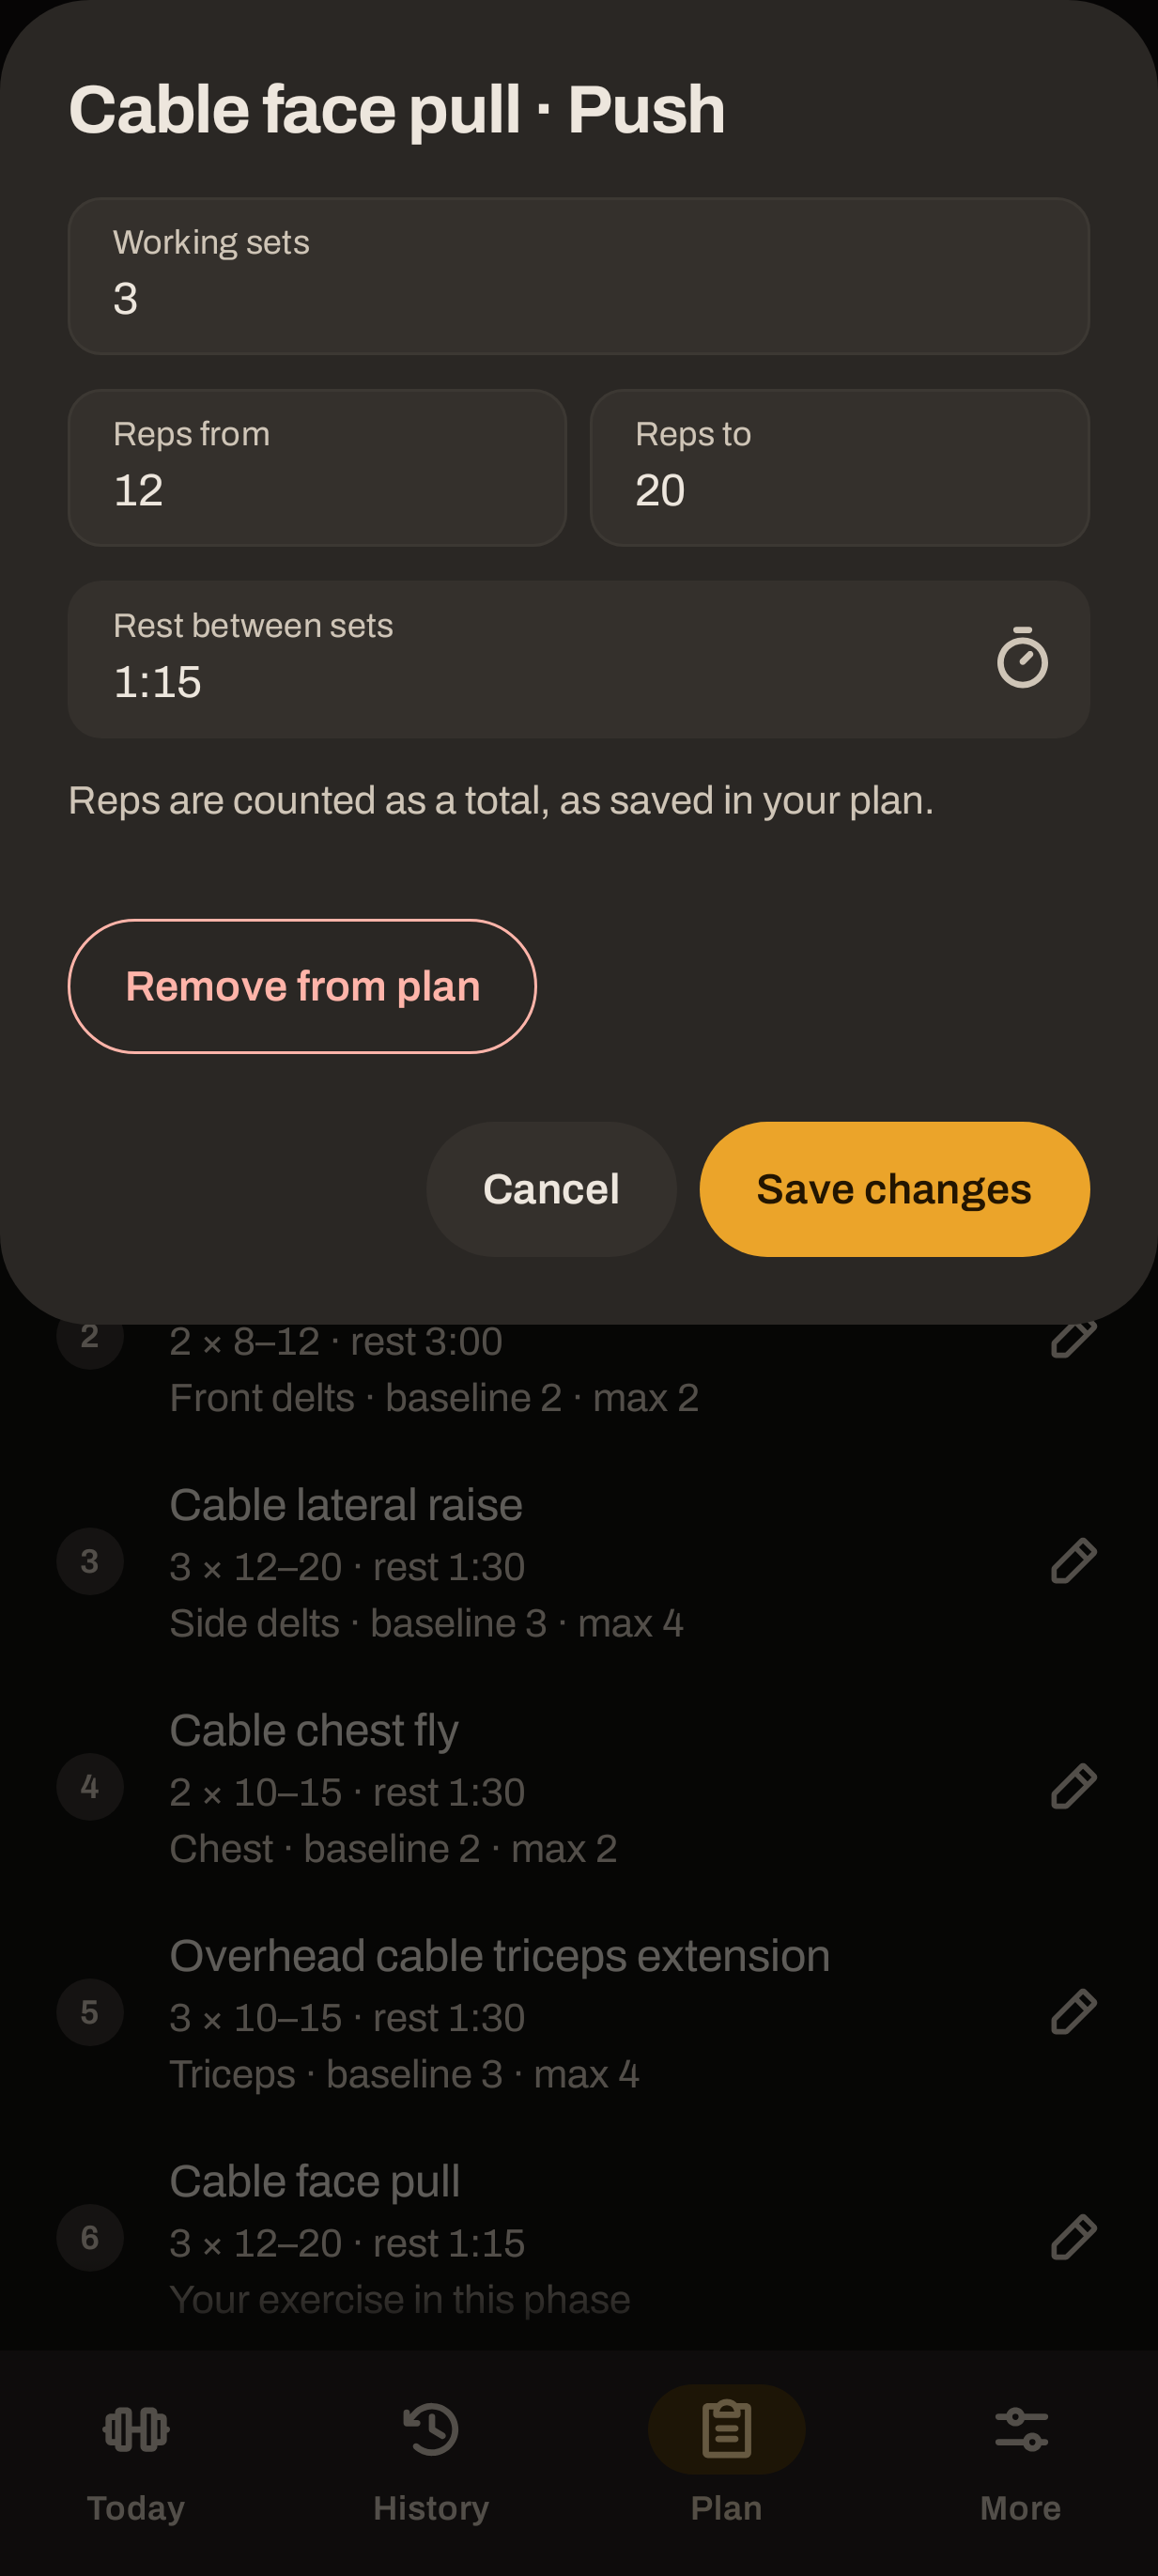 Cable face pull · Push
Working sets
3
Reps from
12
Reps to
20
Rest between sets
1:15
Reps are counted as a total, as saved in your plan.
Remove from plan
Cancel
Save changes
2
2 × 8–12 · rest 3:00
Front delts · baseline 2 · max 2
Cable lateral raise
3
3 × 12–20 · rest 1:30
Side delts · baseline 3 · max 4
Cable chest fly
4
2 × 10–15 · rest 1:30
Chest · baseline 2 · max 2
Overhead cable triceps extension
5
3 × 10–15 · rest 1:30
Triceps · baseline 3 · max 4
Cable face pull
6
3 × 12–20 · rest 1:15
Your exercise in this phase
Today
History
Plan
More